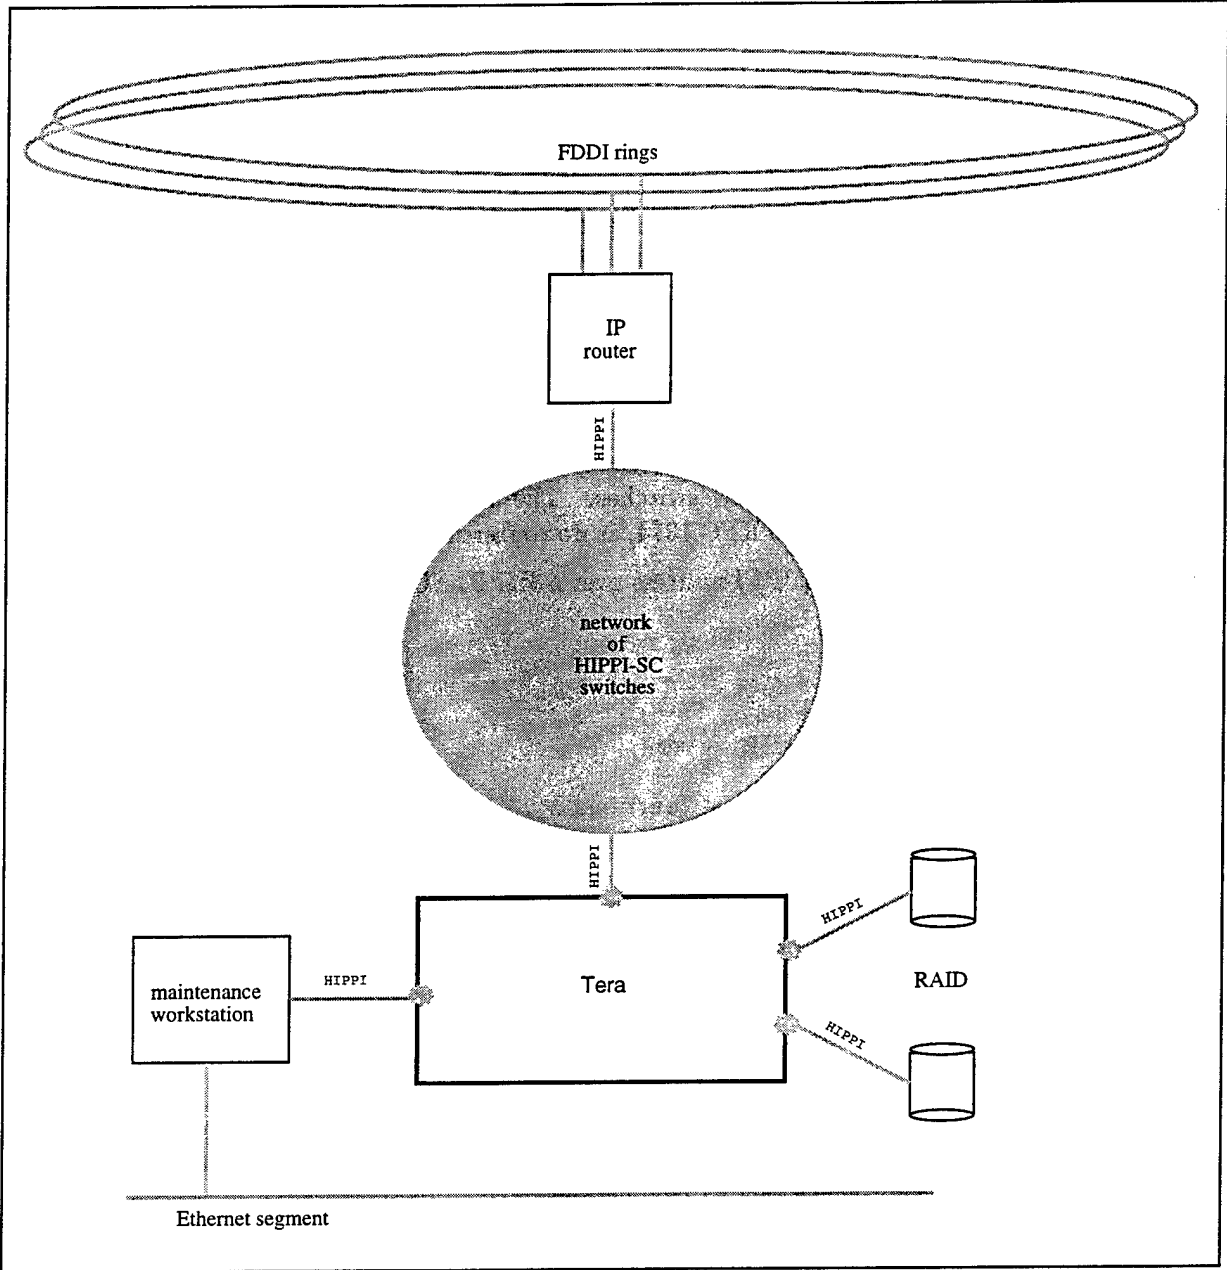 FDDI rings
IP
router
HIPPI
network
of
HIPPI-SC
switches
HIPPI
HIPPI
maintenance
workstation
HIPPI
Tera
RAID
HIPPI
Ethernet segment